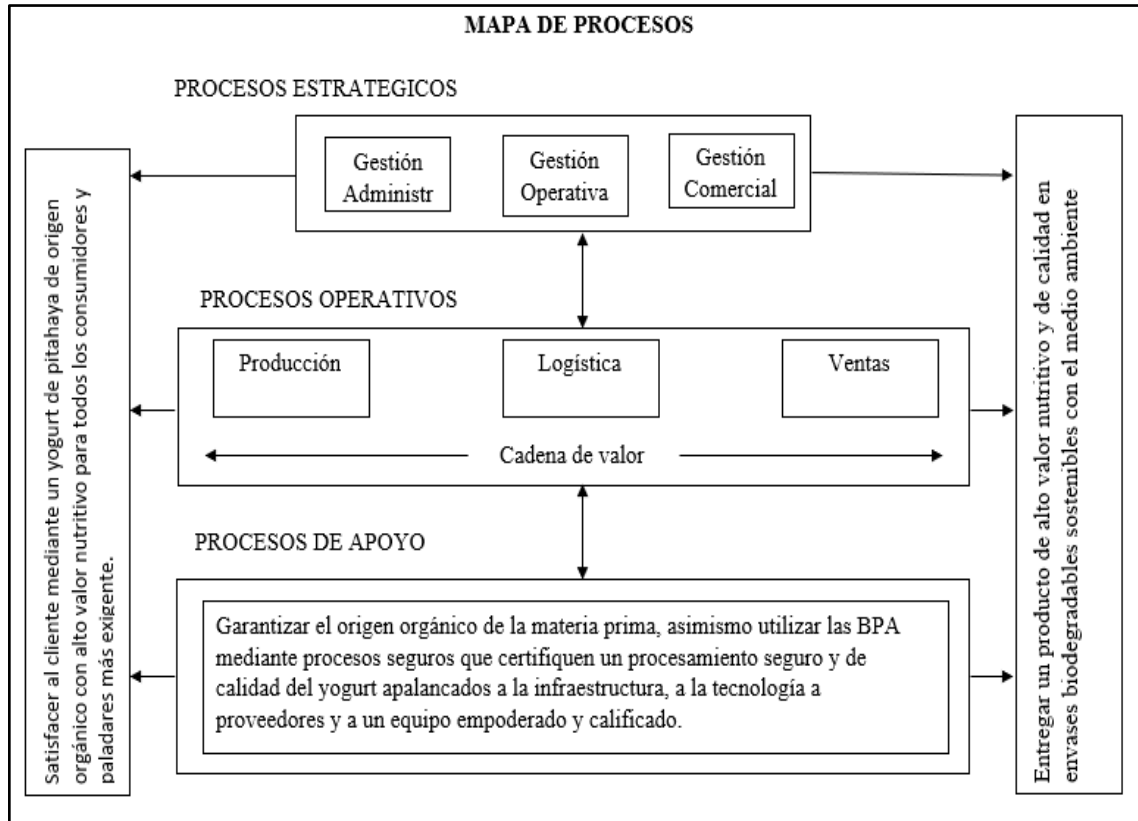 MAPA DE PROCESOS
PROCESOS ESTRATEGICOS
Gestión
Administr
Gestión
Operativa
Gestión
Comercial
Satisfacer al cliente mediante un yogurt de pitahaya de origen
orgánico con alto valor nutritivo para todos los consumidores y
paladares más exigente.
PROCESOS OPERATIVOS
Producción
Logística
Ventas
Cadena de valor
PROCESOS DE APOYO
Garantizar el origen orgánico de la materia prima, asimismo utilizar las BPA
mediante procesos seguros que certifiquen un procesamiento seguro y de
calidad del yogurt apalancados a la infraestructura, a la tecnología a
proveedores y a un equipo empoderado y calificado.
Entregar un producto de alto valor nutritivo y de calidad en
envases biodegradables sostenibles con el medio ambiente